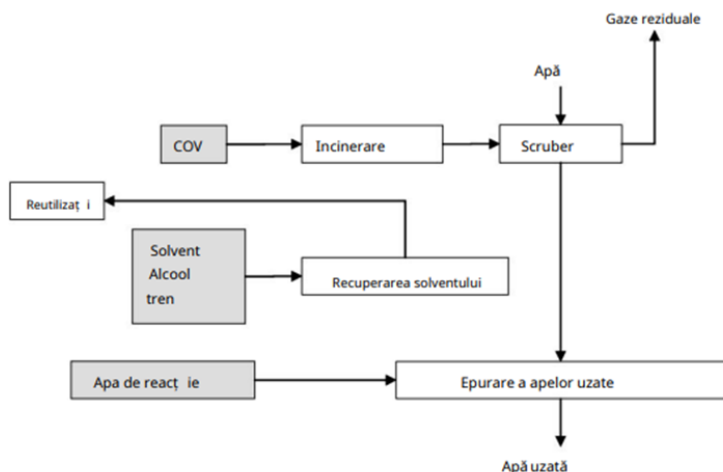 Gaze reziduale
Apă
COV
Incinerare
Scruber
Reutilizaț i
Solvent
Alcool
tren
Recuperarea solventului
Apa de reacț ie
Epurare a apelor uzate
Apă uzată